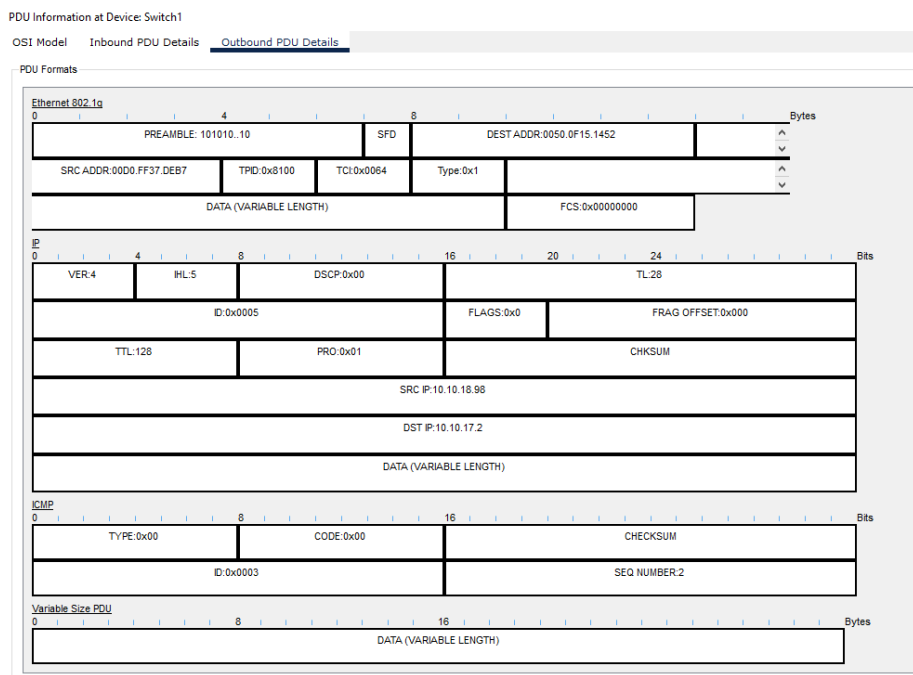 PDU Information at Device: Switch1
OSI Model Inbound PDU Details Outbound PDU Details
PDU Formats
Ethernet 802.1q
0 4 8 Bytes
PREAMBLE: 101010..10 SFD DEST ADDR:0050.0F15.1452
SRC ADDR:00D0.FF37.DEB7 TPID:0x8100 TCI:0x0064 Type:0x1
DATA (VARIABLE LENGTH) FCS:0x00000000
IP
0 4 8 16 20 24 Bits
VER:4 IHL:5 DSCP:0x00 TL:28
ID:0x0005 FLAGS:0x0 FRAG OFFSET:0x000
TTL:128 PRO:0x01 CHKSUM
SRC IP:10.10.18.98
DST IP:10.10.17.2
DATA (VARIABLE LENGTH)
ICMP
0 8 16 Bits
TYPE:0x00 CODE:0x00 CHECKSUM
ID:0x0003 SEQ NUMBER:2
Variable Size PDU
0 8 16 Bytes
DATA (VARIABLE LENGTH)